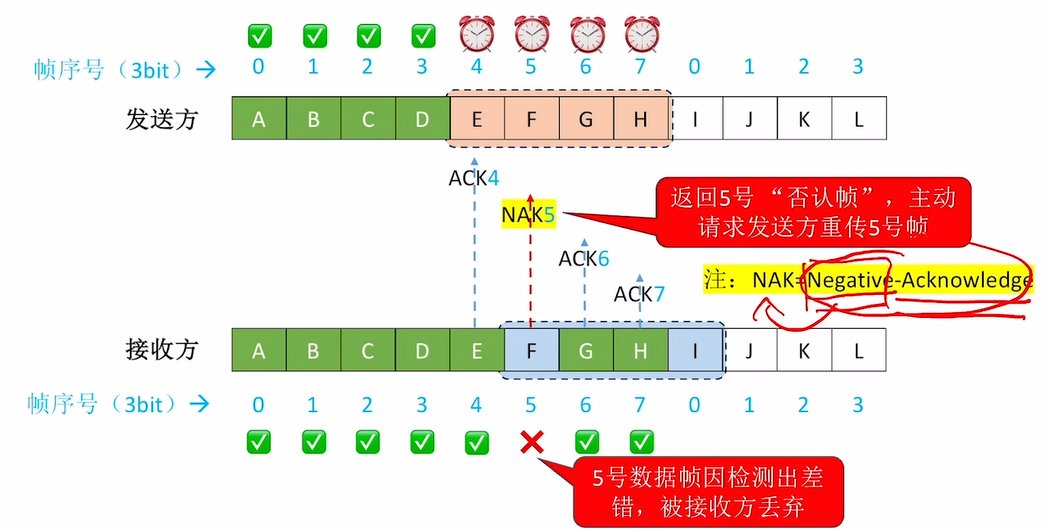 帧序号（3bit）→ 0 1 2 3 4 5 6 7 0 1 2 3
发送方 A B C D E F G H I J K L
ACK4
NAK5
ACK6
ACK7
返回5号 “否认帧”，主动
请求发送方重传5号帧
注：NAK=Negative-Acknowledge
接收方 A B C D E F G H I J K L
帧序号（3bit）→ 0 1 2 3 4 5 6 7 0 1 2 3
5号数据帧因检测出差
错，被接收方丢弃